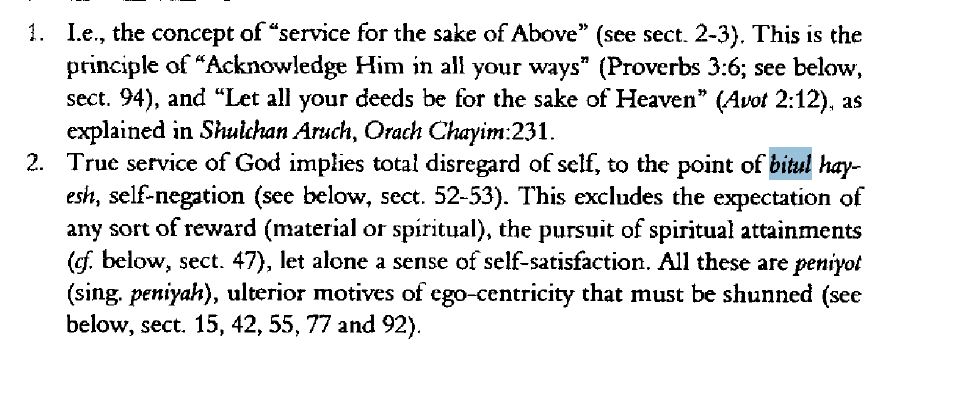 1. I.e., the concept of “service for the sake of Above” (see sect. 2-3). This is the
principle of “Acknowledge Him in all your ways” (Proverbs 3:6; see below,
sect. 94), and “Let all your deeds be for the sake of Heaven” (Avot 2:12), as
explained in Shulchan Aruch, Orach Chayim:231.
2. True service of God implies total disregard of self, to the point of bitul hay-
esh, self-negation (see below, sect. 52-53). This excludes the expectation of
any sort of reward (material or spiritual), the pursuit of spiritual attainments
(cf. below, sect. 47), let alone a sense of self-satisfaction. All these are peniyot
(sing. peniyah), ulterior motives of ego-centricity that must be shunned (see
below, sect. 15, 42, 55, 77 and 92).